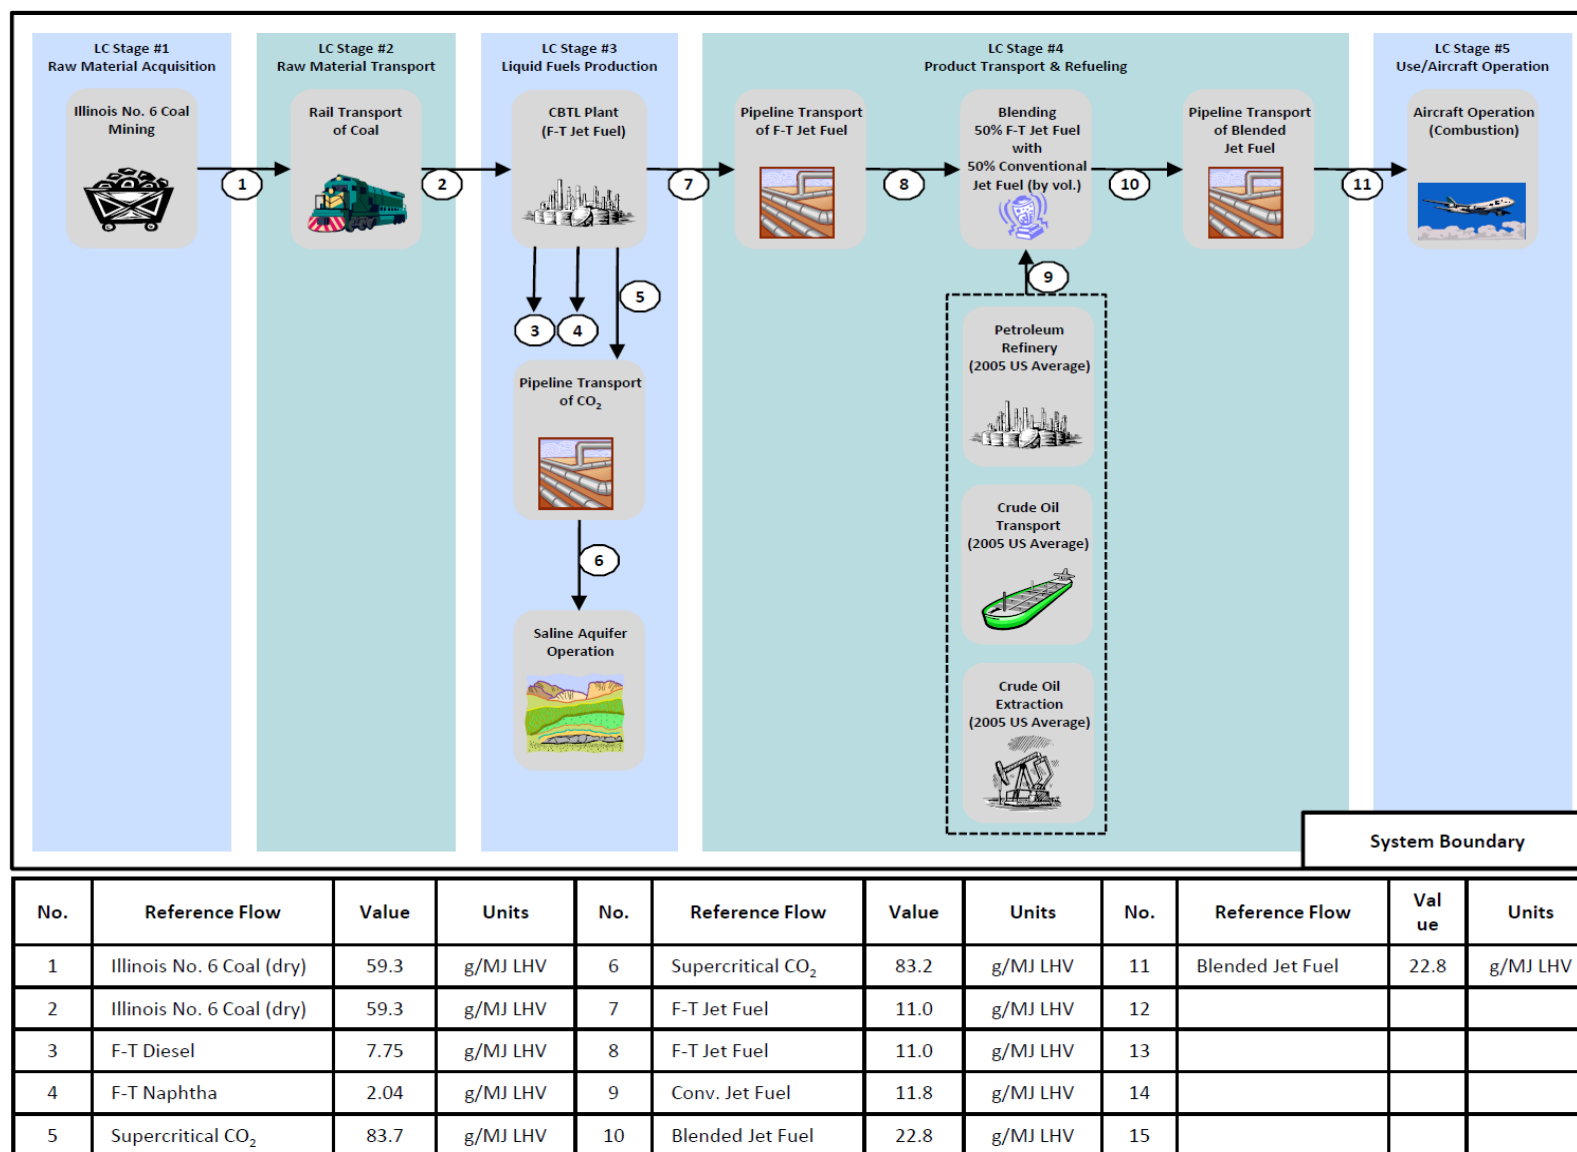 LC Stage #1
Raw Material Acquisition
LC Stage #2
Raw Material Transport
LC Stage #3
Liquid Fuels Production
LC Stage #4
Product Transport & Refueling
LC Stage #5
Use/Aircraft Operation
Illinois No. 6 Coal
Mining
Rail Transport
of Coal
CBTL Plant
(F-T Jet Fuel)
Pipeline Transport
of F-T Jet Fuel
Blending
50% F-T Jet Fuel
with
50% Conventional
Jet Fuel (by vol.)
Pipeline Transport
of Blended
Jet Fuel
Aircraft Operation
(Combustion)
1
2
7
8
10
11
3
4
5
9
Pipeline Transport
of CO₂
6
Saline Aquifer
Operation
Petroleum
Refinery
(2005 US Average)
Crude Oil
Transport
(2005 US Average)
Crude Oil
Extraction
(2005 US Average)
System Boundary
No. Reference Flow Value Units No. Reference Flow Value Units No. Reference Flow Val
ue Units
1 Illinois No. 6 Coal (dry) 59.3 g/MJ LHV 6 Supercritical CO₂ 83.2 g/MJ LHV 11 Blended Jet Fuel 22.8 g/MJ LHV
2 Illinois No. 6 Coal (dry) 59.3 g/MJ LHV 7 F-T Jet Fuel 11.0 g/MJ LHV 12
3 F-T Diesel 7.75 g/MJ LHV 8 F-T Jet Fuel 11.0 g/MJ LHV 13
4 F-T Naphtha 2.04 g/MJ LHV 9 Conv. Jet Fuel 11.8 g/MJ LHV 14
5 Supercritical CO₂ 83.7 g/MJ LHV 10 Blended Jet Fuel 22.8 g/MJ LHV 15